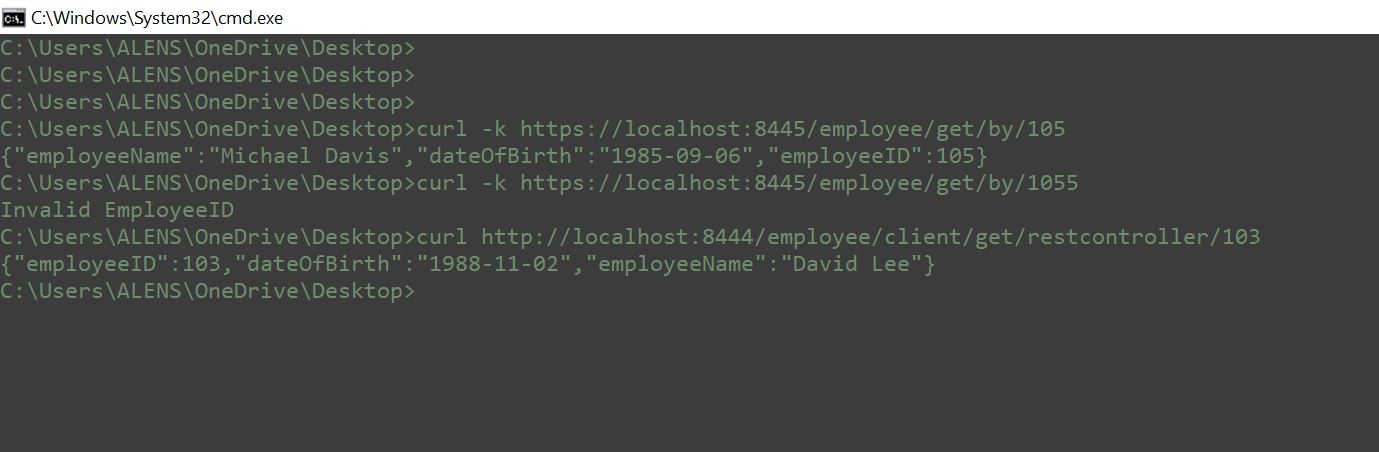 C:\Windows\System32\cmd.exe
C:\Users\ALENS\OneDrive\Desktop>
C:\Users\ALENS\OneDrive\Desktop>
C:\Users\ALENS\OneDrive\Desktop>
C:\Users\ALENS\OneDrive\Desktop>curl -k https://localhost:8445/employee/get/by/105
{"employeeName":"Michael Davis","dateOfBirth":"1985-09-06","employeeID":105}
C:\Users\ALENS\OneDrive\Desktop>curl -k https://localhost:8445/employee/get/by/1055
Invalid EmployeeID
C:\Users\ALENS\OneDrive\Desktop>curl http://localhost:8444/employee/client/get/restcontroller/103
{"employeeID":103,"dateOfBirth":"1988-11-02","employeeName":"David Lee"}
C:\Users\ALENS\OneDrive\Desktop>